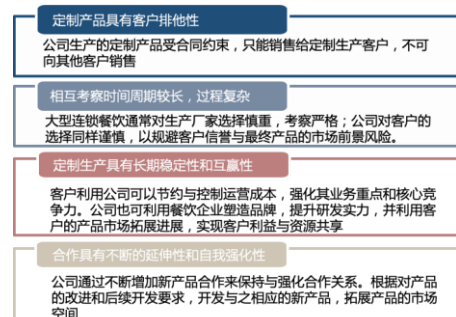 定制产品具有客户排他性
公司生产的定制产品受合同约束，只能销售给定制生产客户，不可
向其他客户销售
相互考察时间周期较长，过程复杂
大型连锁餐饮通常对生产厂家选择慎重，考察严格；公司对客户的
选择同样谨慎，以规避客户信誉与最终产品的市场前景风险。
定制生产具有长期稳定性和互赢性
客户利用公司可以节约与控制运营成本，强化其业务重点和核心竞
争力。公司也可利用餐饮企业塑造品牌，提升研发实力，并利用客
户的产品市场拓展进展，实现客户利益与资源共享
合作具有不断的延伸性和自我强化性
公司通过不断增加新产品合作来保持与强化合作关系。根据对产品
的改进和后续开发要求，开发与之相应的新产品，拓展产品的市场
空间